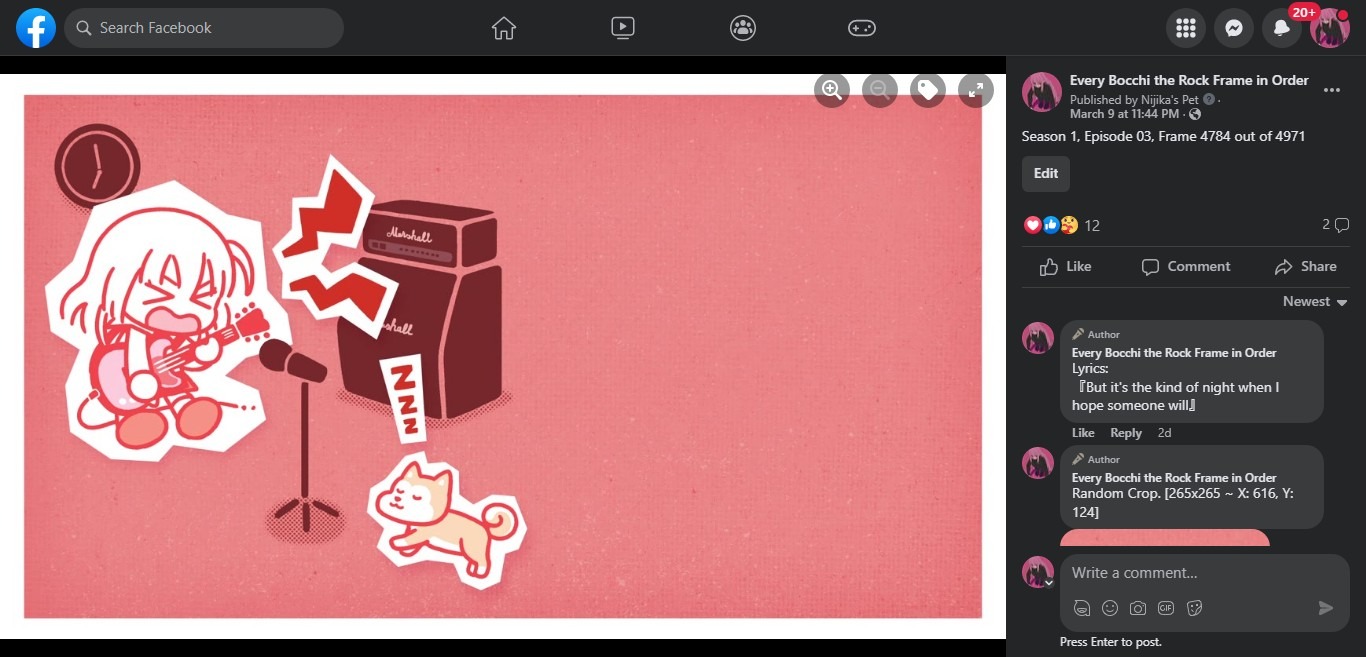 Search Facebook
20+
Marshall
shall
NNN
Every Bocchi the Rock Frame in Order
Published by Nijika's Pet ·
March 9 at 11:44 PM ·
Season 1, Episode 03, Frame 4784 out of 4971
Edit
12
2
Like
Comment
Share
Newest
Author
Every Bocchi the Rock Frame in Order
Lyrics:
『But it's the kind of night when I
hope someone will』
Like Reply 2d
Author
Every Bocchi the Rock Frame in Order
Random Crop. [265x265 ~ X: 616, Y:
124]
Write a comment...
GIF
Press Enter to post.